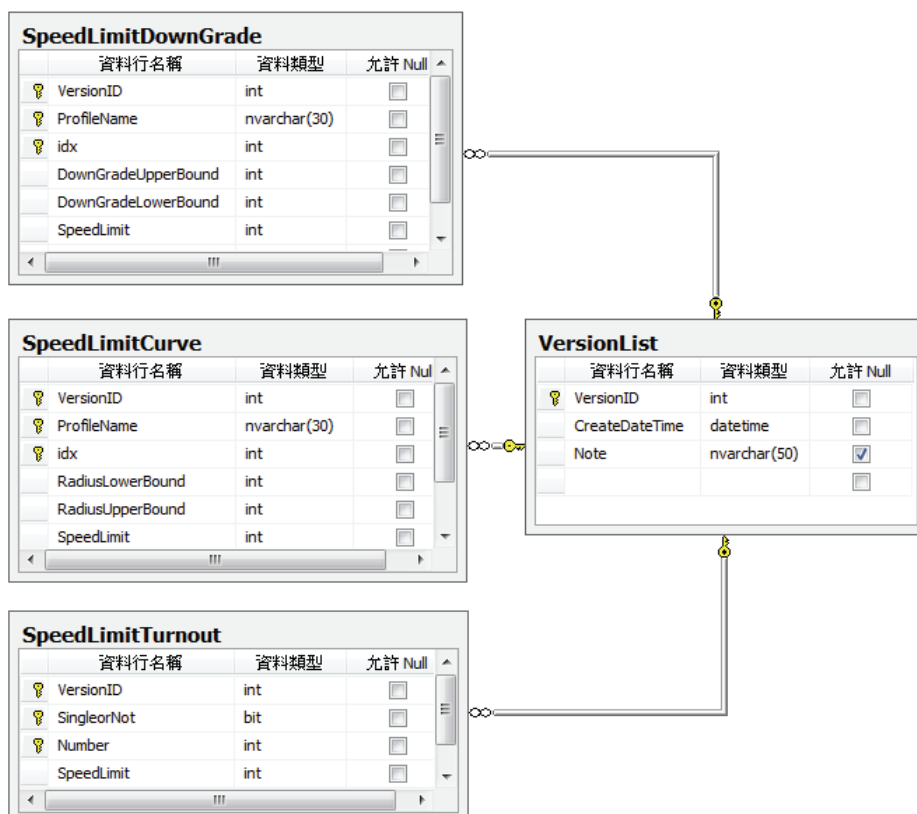 SpeedLimitDownGrade
資料行名稱 資料類型 允許 Null
VersionID int
ProfileName nvarchar(30)
idx int
DownGradeUpperBound int
DownGradeLowerBound int
SpeedLimit int
SpeedLimitCurve
資料行名稱 資料類型 允許 Nul
VersionID int
ProfileName nvarchar(30)
idx int
RadiusLowerBound int
RadiusUpperBound int
SpeedLimit int
VersionList
資料行名稱 資料類型 允許 Null
VersionID int
CreateDateTime datetime
Note nvarchar(50)
SpeedLimitTurnout
資料行名稱 資料類型 允許 Null
VersionID int
SingleorNot bit
Number int
SpeedLimit int